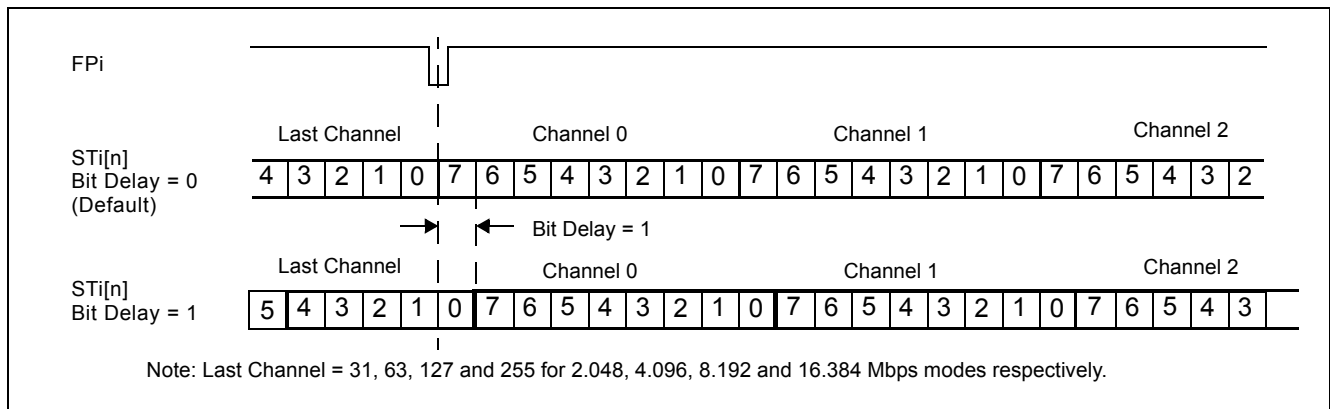 FPi
Last Channel Channel 0 Channel 1 Channel 2
STi[n]
Bit Delay = 0
(Default)
4 3 2 1 0 7 6 5 4 3 2 1 0 7 6 5 4 3 2 1 0 7 6 5 4 3 2
Bit Delay = 1
Last Channel Channel 0 Channel 1 Channel 2
STi[n]
Bit Delay = 1
5 4 3 2 1 0 7 6 5 4 3 2 1 0 7 6 5 4 3 2 1 0 7 6 5 4 3
Note: Last Channel = 31, 63, 127 and 255 for 2.048, 4.096, 8.192 and 16.384 Mbps modes respectively.